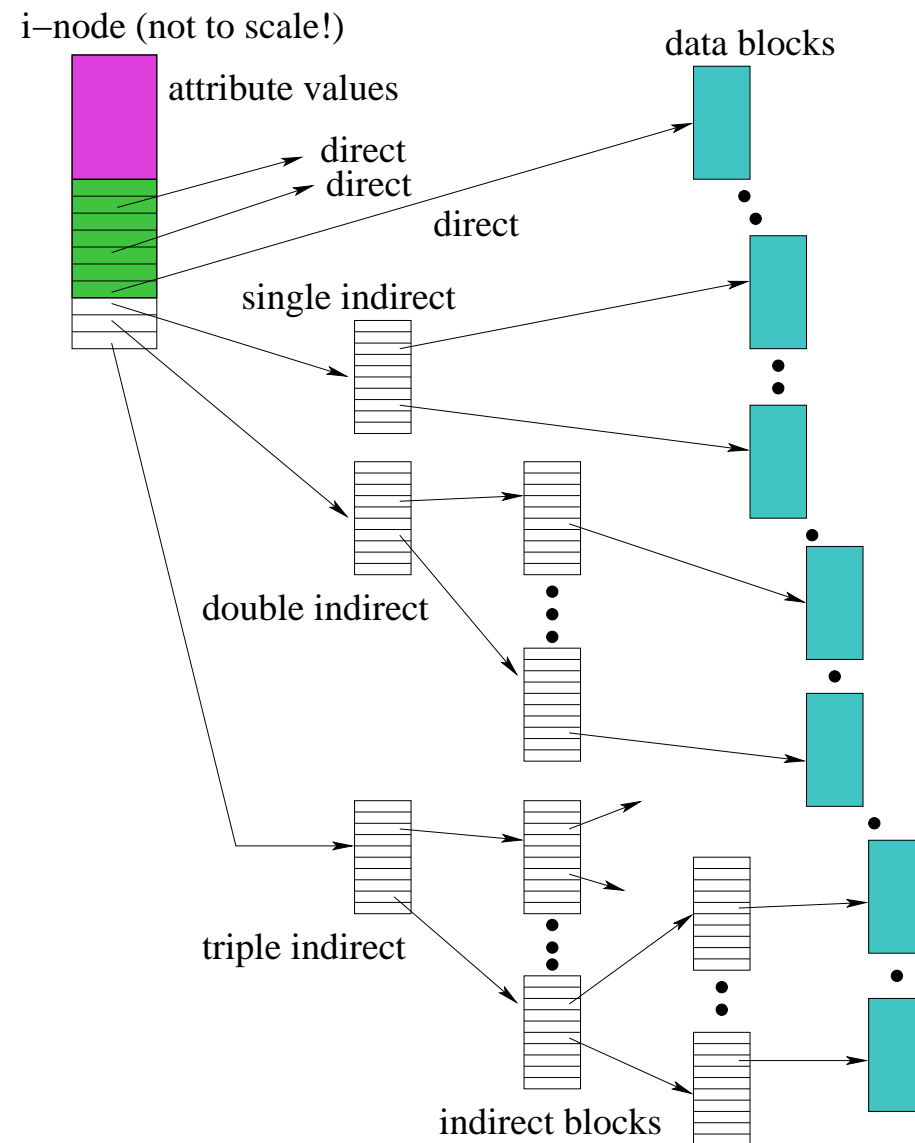 i−node (not to scale!)
data blocks
attribute values
direct
direct
direct
single indirect
double indirect
triple indirect
indirect blocks